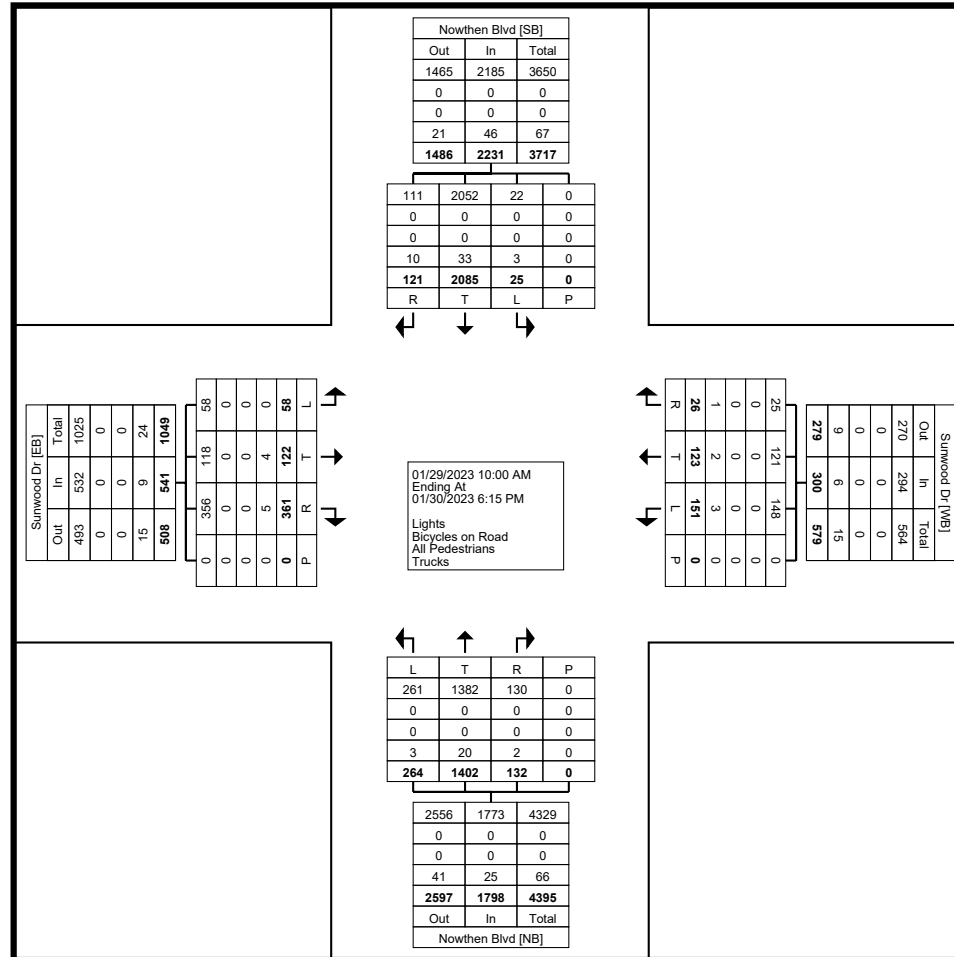 Nowthen Blvd [SB]
Out In Total
1465 2185 3650
0 0 0
0 0 0
21 46 67
1486 2231 3717
111 2052 22 0
0 0 0 0
0 0 0 0
10 33 3 0
121 2085 25 0
R T L P
Sunwood Dr [EB]
Total In Out
1025 532 493
0 0 0
0 0 0
24 9 15
1049 541 508
58 118 356 0
0 0 0 0
0 0 0 0
0 4 5 0
58 122 361 0
L T R P
01/29/2023 10:00 AM
Ending At
01/30/2023 6:15 PM
Lights
Bicycles on Road
All Pedestrians
Trucks
Sunwood Dr [WB]
Out In Total
270 294 564
0 0 0
0 0 0
9 6 15
279 300 579
25 121 148 0
0 0 0 0
0 0 0 0
1 2 3 0
26 123 151 0
R T L P
L T R P
261 1382 130 0
0 0 0 0
0 0 0 0
3 20 2 0
264 1402 132 0
2556 1773 4329
0 0 0
0 0 0
41 25 66
2597 1798 4395
Out In Total
Nowthen Blvd [NB]